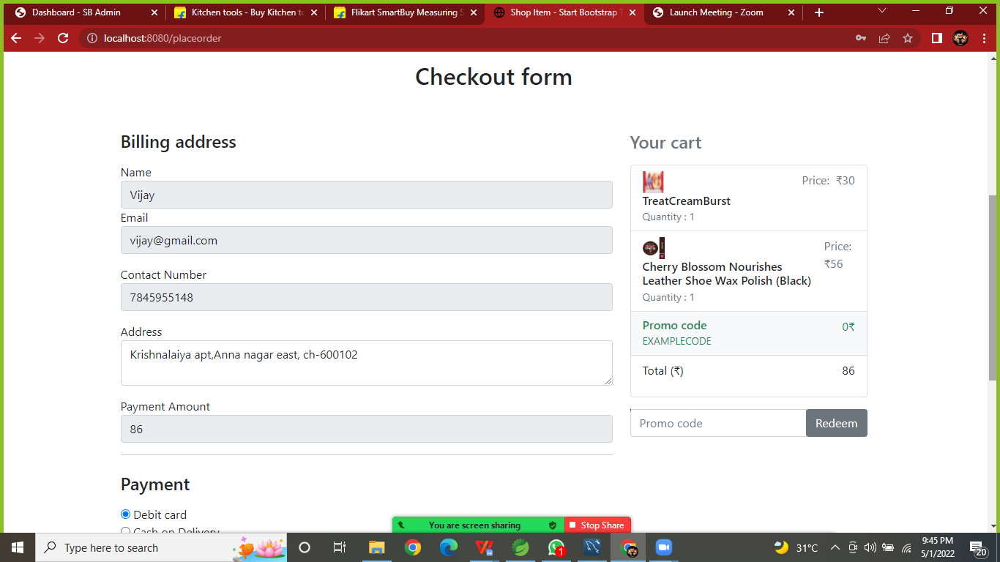 Dashboard - SB Admin
Kitchen tools - Buy Kitchen to
Flikart SmartBuy Measuring S
Shop Item - Start Bootstrap T
Launch Meeting - Zoom
localhost:8080/placeorder
Checkout form
Billing address
Name
Vijay
Email
vijay@gmail.com
Contact Number
7845955148
Address
Krishnalaiya apt,Anna nagar east, ch-600102
Payment Amount
86
Payment
Debit card
Cash on Delivery
Your cart
Price: ₹30
TreatCreamBurst
Quantity : 1
Price:
₹56
Cherry Blossom Nourishes
Leather Shoe Wax Polish (Black)
Quantity : 1
Promo code
0₹
EXAMPLECODE
Total (₹)
86
Promo code
Redeem
You are screen sharing
Stop Share
Type here to search
1
31°C
9:45 PM
5/1/2022
20